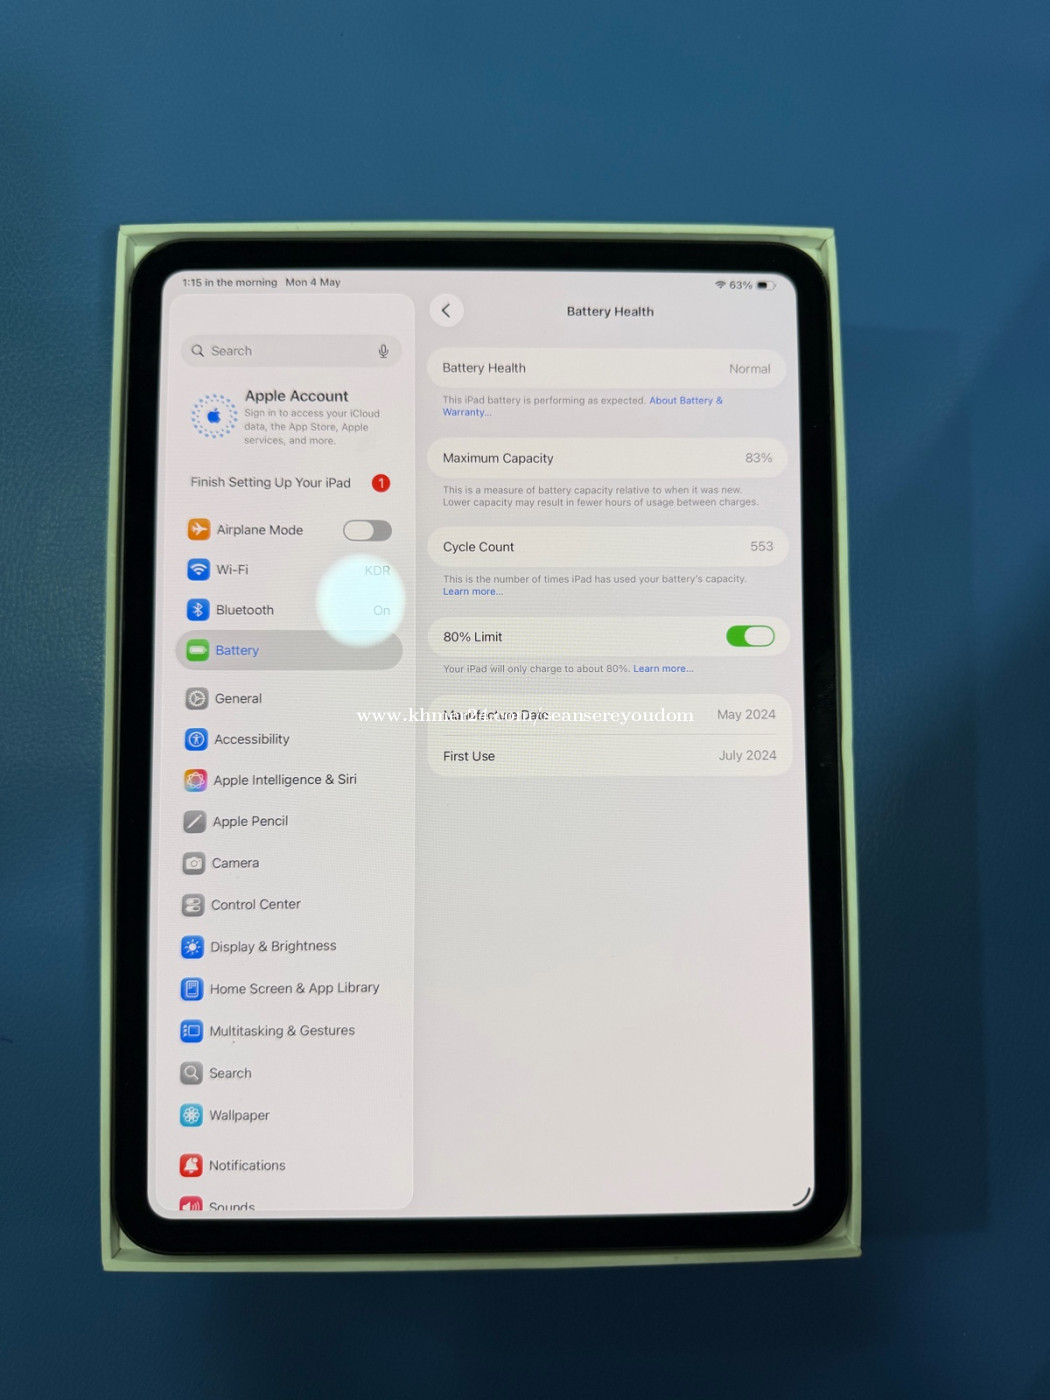 1:15 in the morning Mon 4 May
63%
Search
Apple Account
Sign in to access your iCloud
data, the App Store, Apple
services, and more.
Finish Setting Up Your iPad 1
Airplane Mode
Wi-Fi KDR
Bluetooth On
Battery
General
Accessibility
Apple Intelligence & Siri
Apple Pencil
Camera
Control Center
Display & Brightness
Home Screen & App Library
Multitasking & Gestures
Search
Wallpaper
Notifications
Sounds
Battery Health
Battery Health Normal
This iPad battery is performing as expected. About Battery &
Warranty...
Maximum Capacity 83%
This is a measure of battery capacity relative to when it was new.
Lower capacity may result in fewer hours of usage between charges.
Cycle Count 553
This is the number of times iPad has used your battery's capacity.
Learn more...
80% Limit
Your iPad will only charge to about 80%. Learn more...
Manufacture Date May 2024
www.khmer24.com/seansereyoudom
First Use July 2024